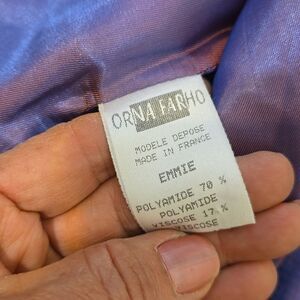 ORNA FARHO
MODELE DEPOSE
MADE IN FRANCE
EMMIE
POLYAMIDE 70 %
POLYAMIDE
VISCOSE 17 %
VISCOSE